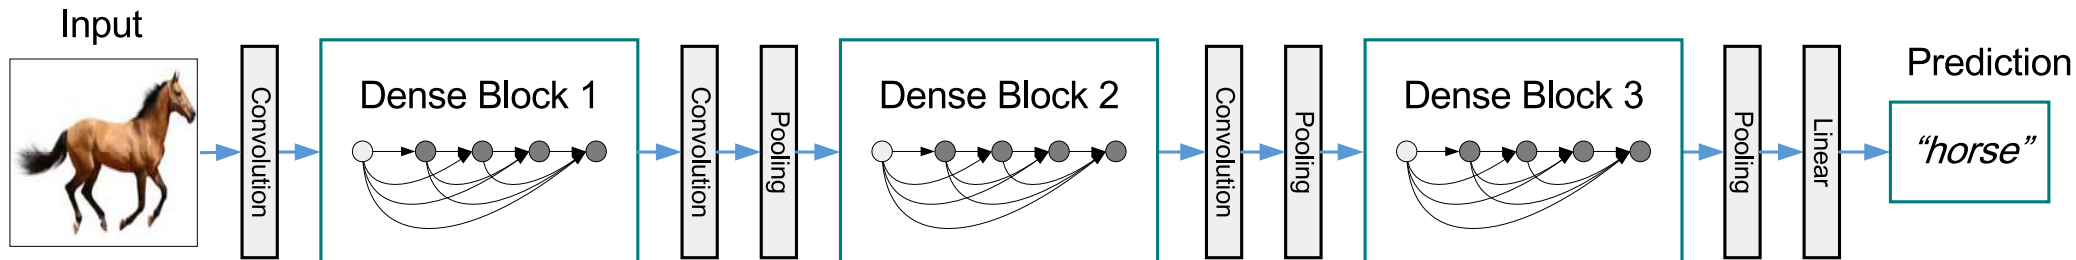 Input
Convolution
Dense Block 1
Convolution
Pooling
Dense Block 2
Convolution
Pooling
Dense Block 3
Pooling
Linear
Prediction
“horse”